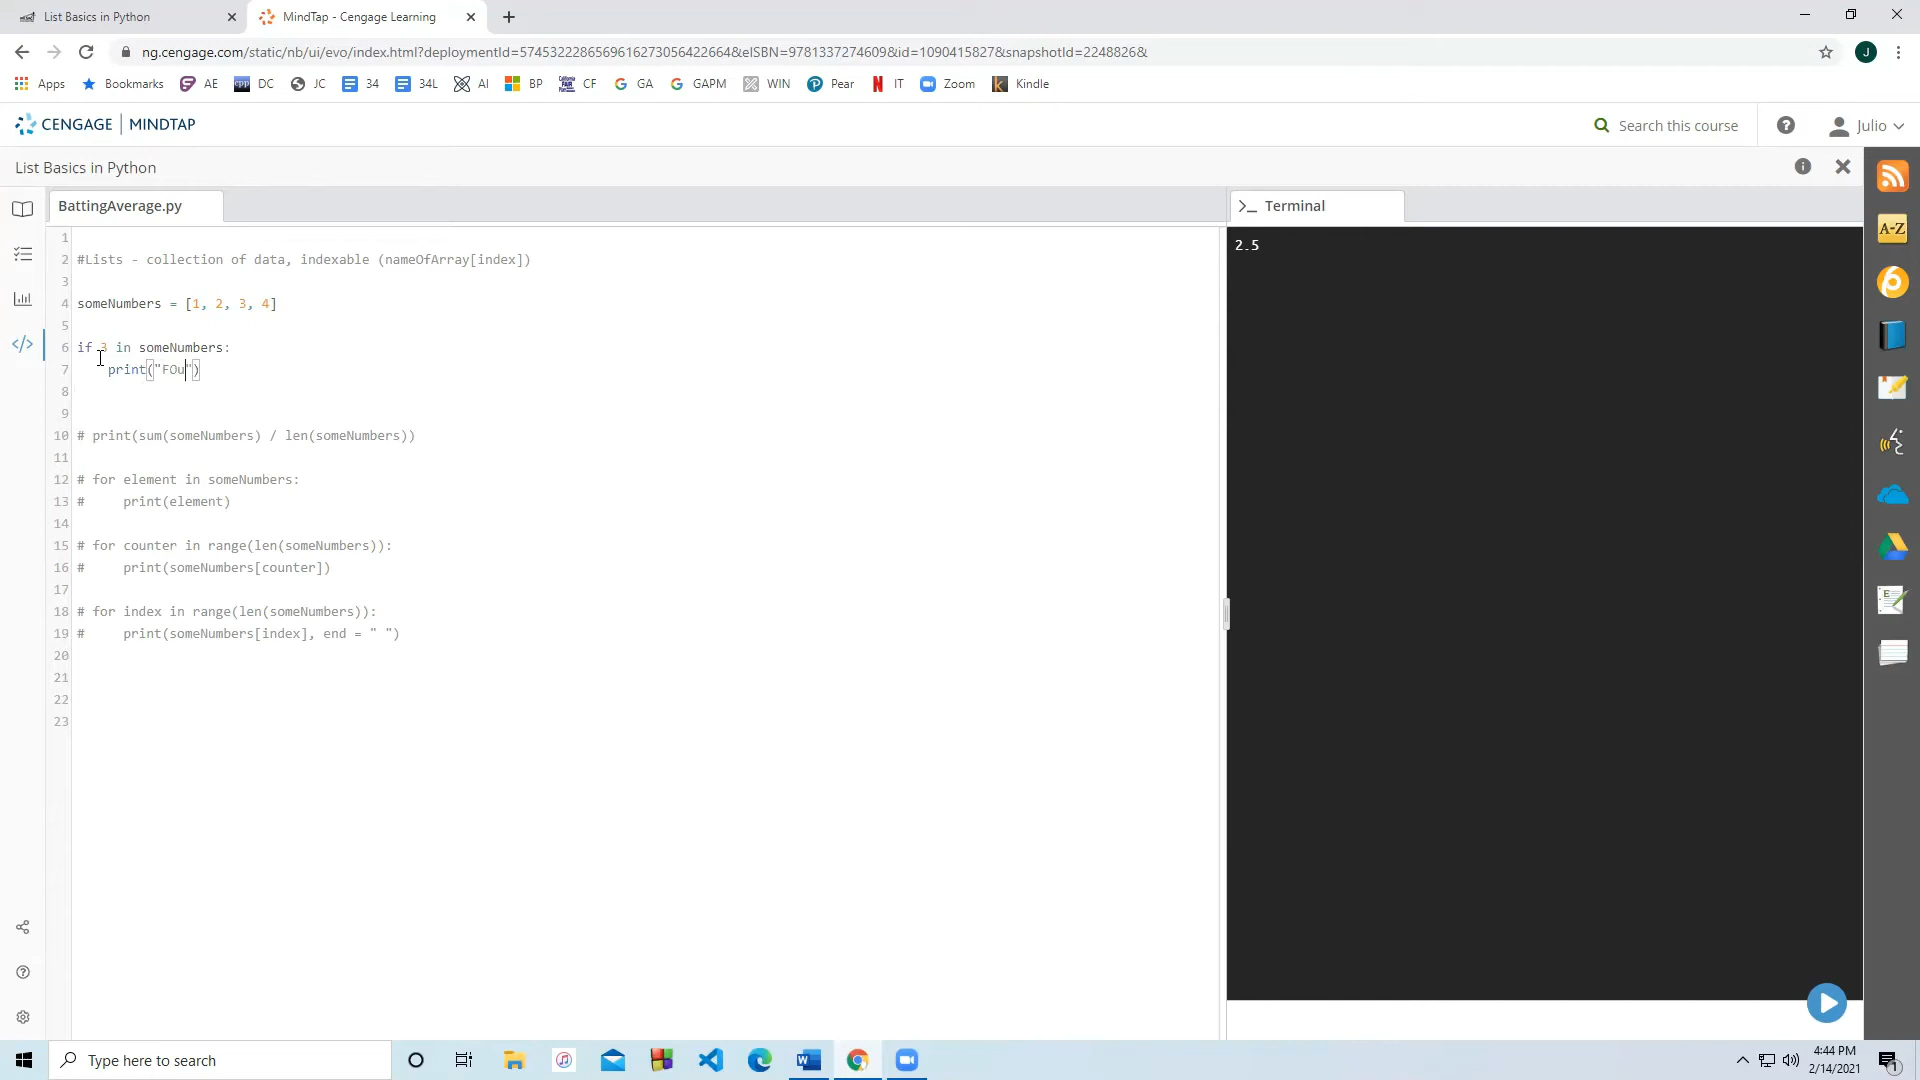 List Basics in Python
MindTap - Cengage Learning
ng.cengage.com/static/nb/ui/evo/index.html?deploymentId=5745322286569616273056422664&eISBN=9781337274609&id=1090415827&snapshotId=2248826&
J
Apps Bookmarks AE DC JC 34 34L AI BP CF GA GAPM WIN Pear IT Zoom Kindle
CENGAGE MINDTAP
Search this course
Julio
List Basics in Python
BattingAverage.py
>_ Terminal
1
2 #Lists - collection of data, indexable (nameOfArray[index])
3
4 someNumbers = [1, 2, 3, 4]
5
6 if 3 in someNumbers:
7 print("FOu")
8
9
10 # print(sum(someNumbers) / len(someNumbers))
11
12 # for element in someNumbers:
13 # print(element)
14
15 # for counter in range(len(someNumbers)):
16 # print(someNumbers[counter])
17
18 # for index in range(len(someNumbers)):
19 # print(someNumbers[index], end = " ")
20
21
22
23
2.5
A-Z
Type here to search
4:44 PM
2/14/2021
1